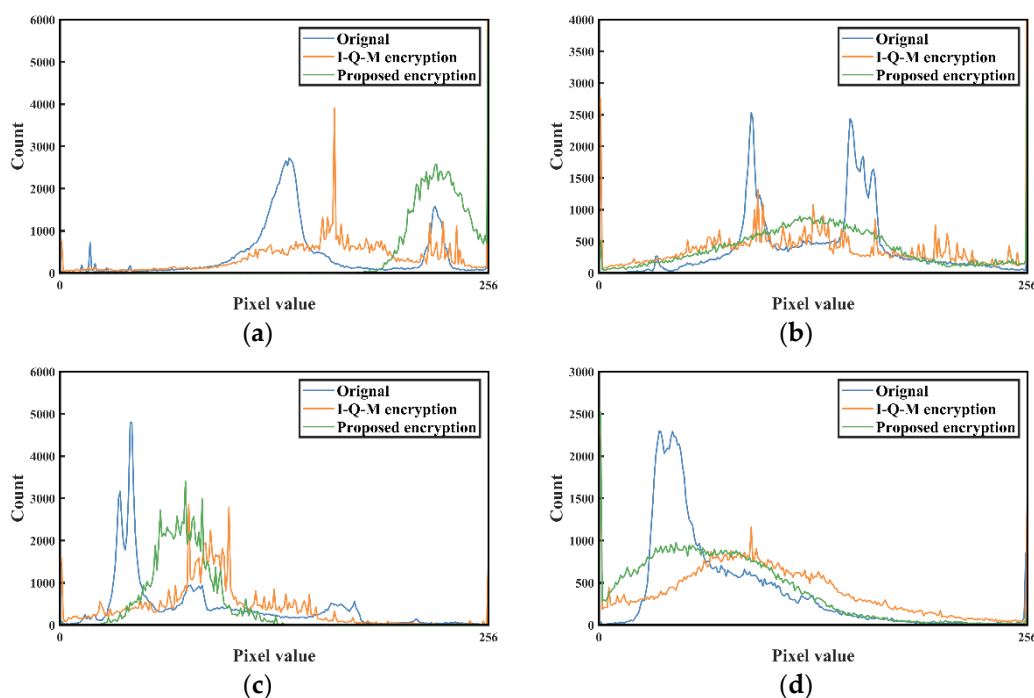 6000
5000
4000
3000
2000
1000
0
Count
0 256
Pixel value
Orignal
I-Q-M encryption
Proposed encryption
(a)
4000
3500
3000
2500
2000
1500
1000
500
0
Count
0 256
Pixel value
Orignal
I-Q-M encryption
Proposed encryption
(b)
6000
5000
4000
3000
2000
1000
0
Count
0 256
Pixel value
Orignal
I-Q-M encryption
Proposed encryption
(c)
3000
2500
2000
1500
1000
500
0
Count
0 256
Pixel value
Orignal
I-Q-M encryption
Proposed encryption
(d)